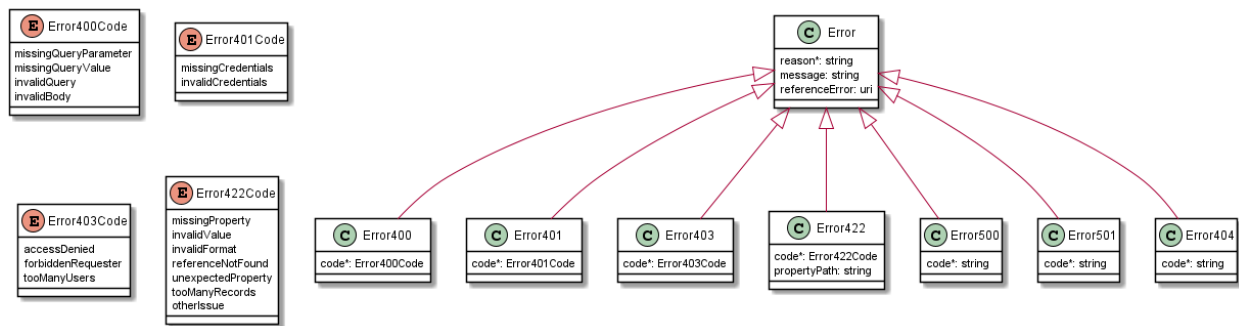 E Error400Code
missingQueryParameter
missingQueryValue
invalidQuery
invalidBody
E Error401Code
missingCredentials
invalidCredentials
C Error
reason*: string
message: string
referenceError: uri
E Error403Code
accessDenied
forbiddenRequester
tooManyUsers
E Error422Code
missingProperty
invalidValue
invalidFormat
referenceNotFound
unexpectedProperty
tooManyRecords
otherIssue
C Error400
code*: Error400Code
C Error401
code*: Error401Code
C Error403
code*: Error403Code
C Error422
code*: Error422Code
propertyPath: string
C Error500
code*: string
C Error501
code*: string
C Error404
code*: string